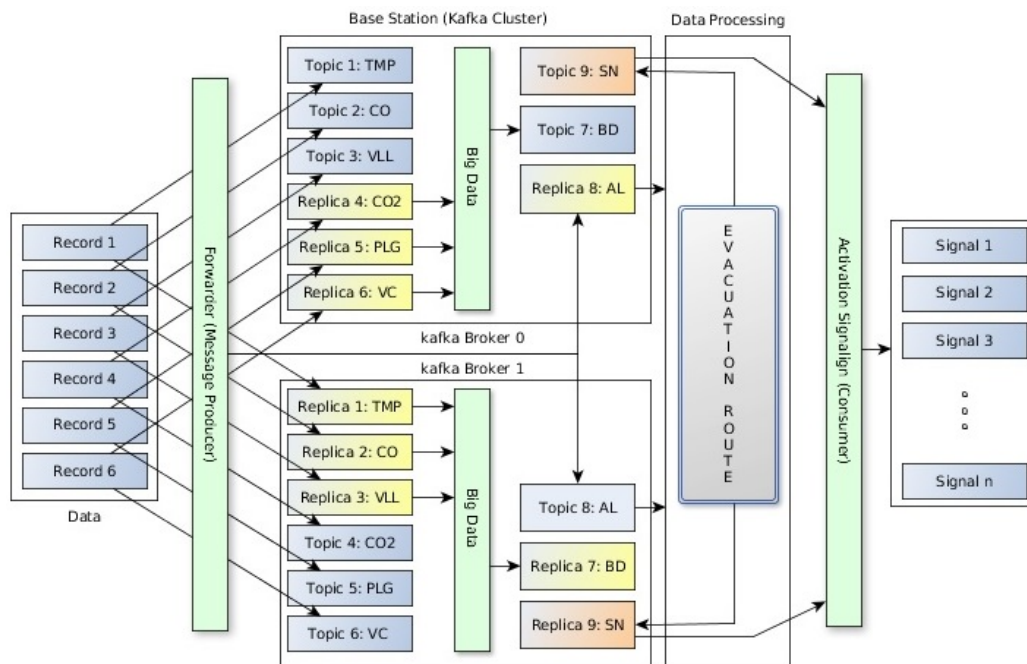 Base Station (Kafka Cluster)
Data Processing
Topic 1: TMP
Topic 2: CO
Topic 3: VLL
Replica 4: CO2
Replica 5: PLG
Replica 6: VC
Big Data
Topic 9: SN
Topic 7: BD
Replica 8: AL
kafka Broker 0
kafka Broker 1
Record 1
Record 2
Record 3
Record 4
Record 5
Record 6
Data
Forwarder (Message Producer)
Replica 1: TMP
Replica 2: CO
Replica 3: VLL
Topic 4: CO2
Topic 5: PLG
Topic 6: VC
Big Data
Topic 8: AL
Replica 7: BD
Replica 9: SN
EVACUATION ROUTE
Activation Signalign (Consumer)
Signal 1
Signal 2
Signal 3
Signal n